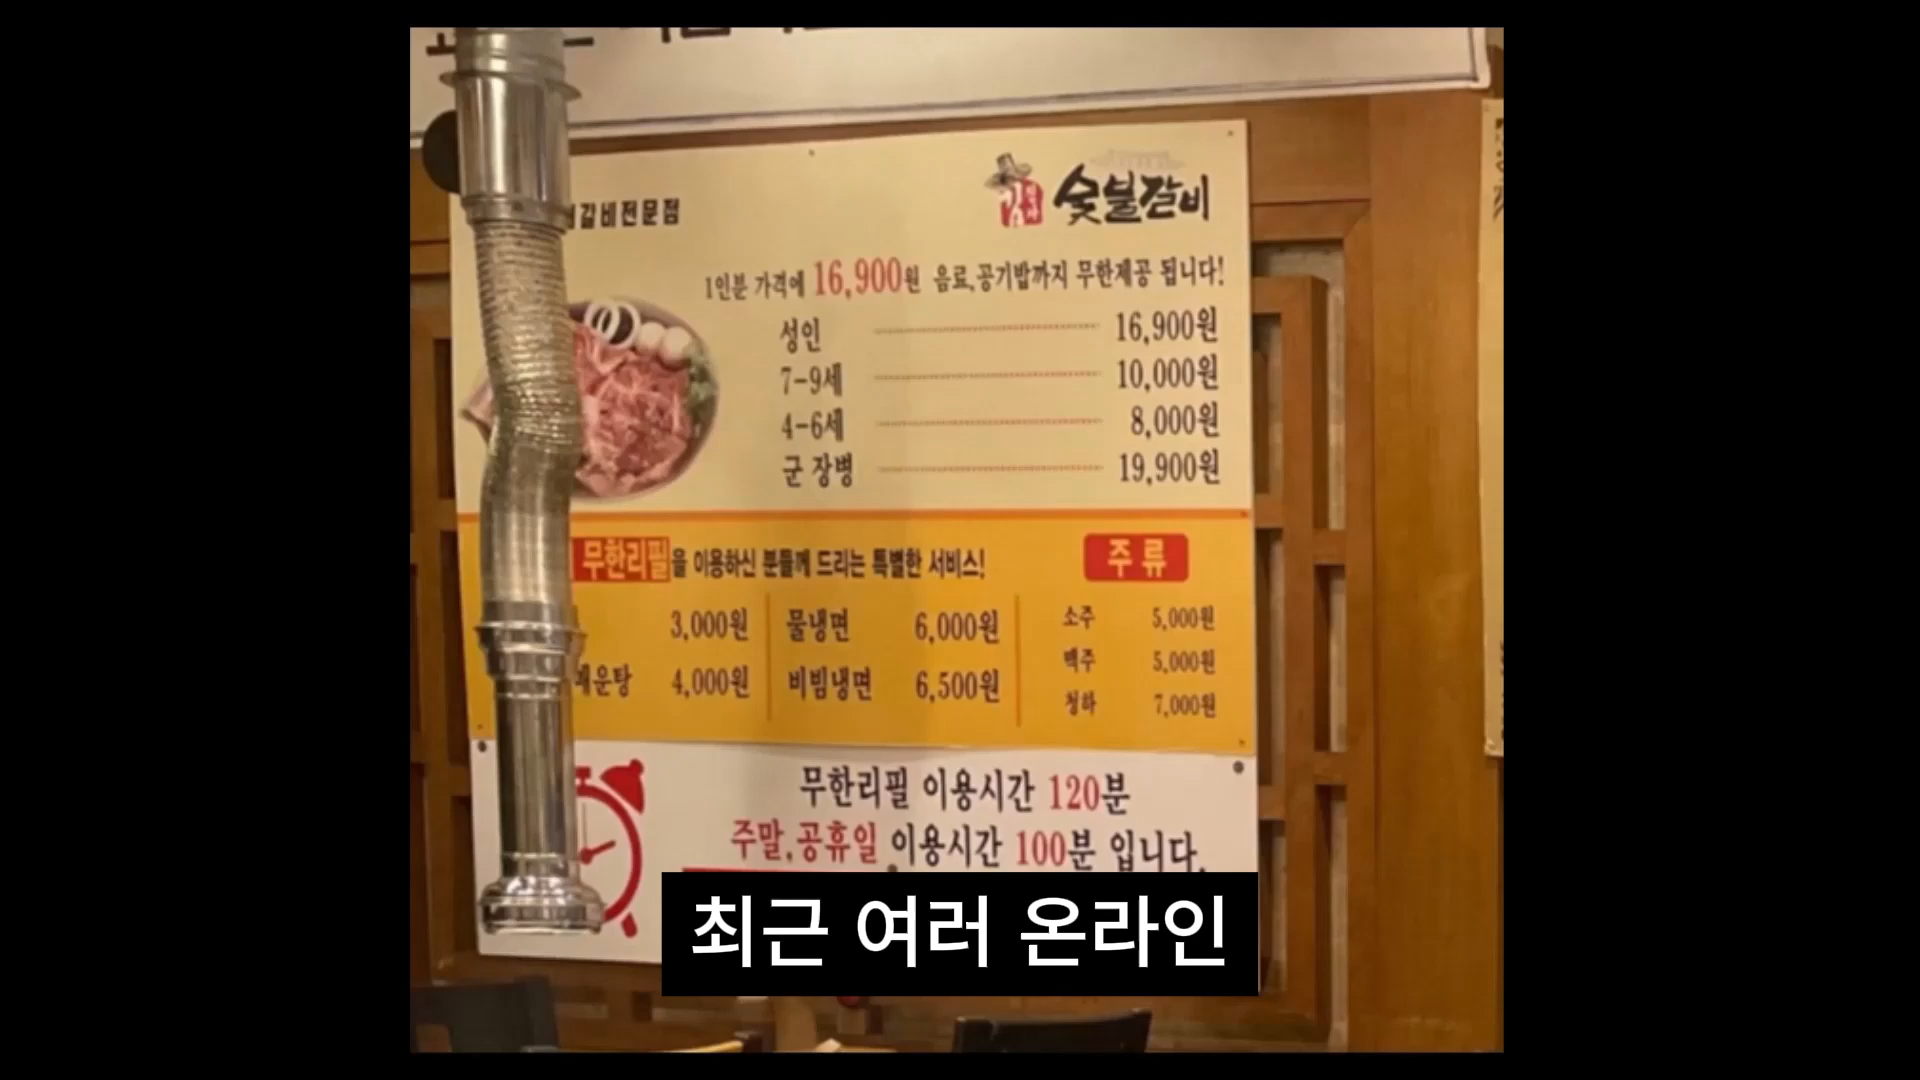 갈비전문점
숯불갈비
1인분 가격에 16,900원 음료,공기밥까지 무한제공 됩니다!
성인 16,900원
7-9세 10,000원
4-6세 8,000원
군 장병 19,900원
무한리필을 이용하신 분들께 드리는 특별한 서비스!
주류
3,000원 물냉면 6,000원 소주 5,000원
맥주 5,000원
매운탕 4,000원 비빔냉면 6,500원
청하 7,000원
무한리필 이용시간 120분
주말,공휴일 이용시간 100분 입니다.
최근 여러 온라인